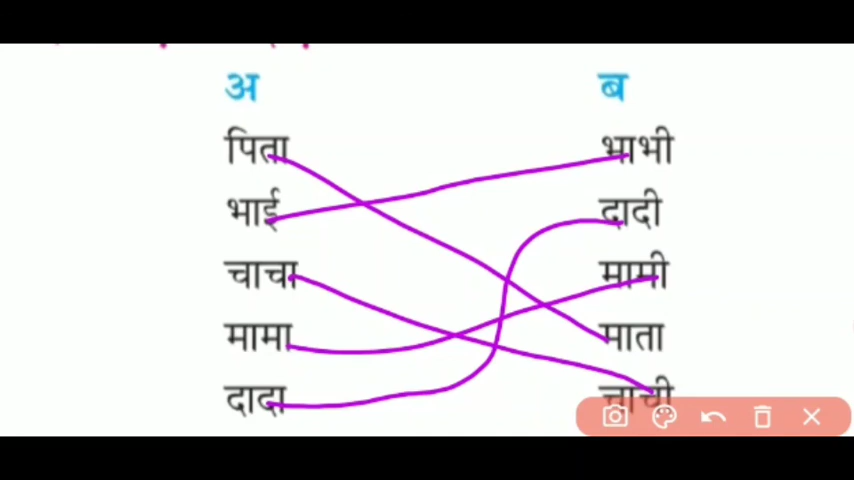 अ ब
पिता भाभी
भाई दादी
चाचा मामी
मामा माता
दादा चाची